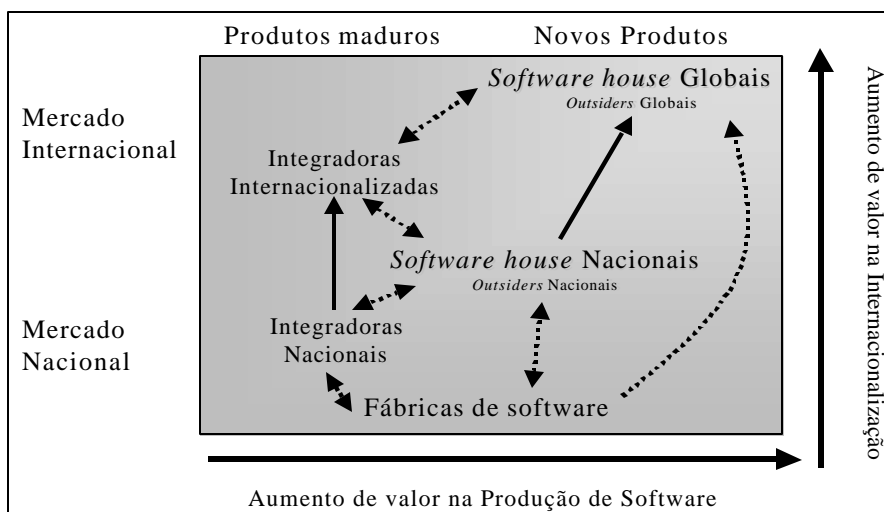 Produtos maduros
Novos Produtos
Software house Globais
Outsiders Globais
Mercado
Internacional
Integradoras
Internacionalizadas
Software house Nacionais
Outsiders Nacionais
Mercado
Nacional
Integradoras
Nacionais
Fábricas de software
Aumento de valor na Internacionalização
Aumento de valor na Produção de Software